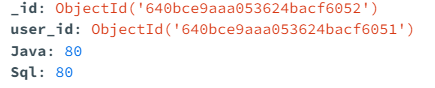 _id: ObjectId('640bce9aaa053624bacf6052')
user_id: ObjectId('640bce9aaa053624bacf6051')
Java: 80
Sql: 80